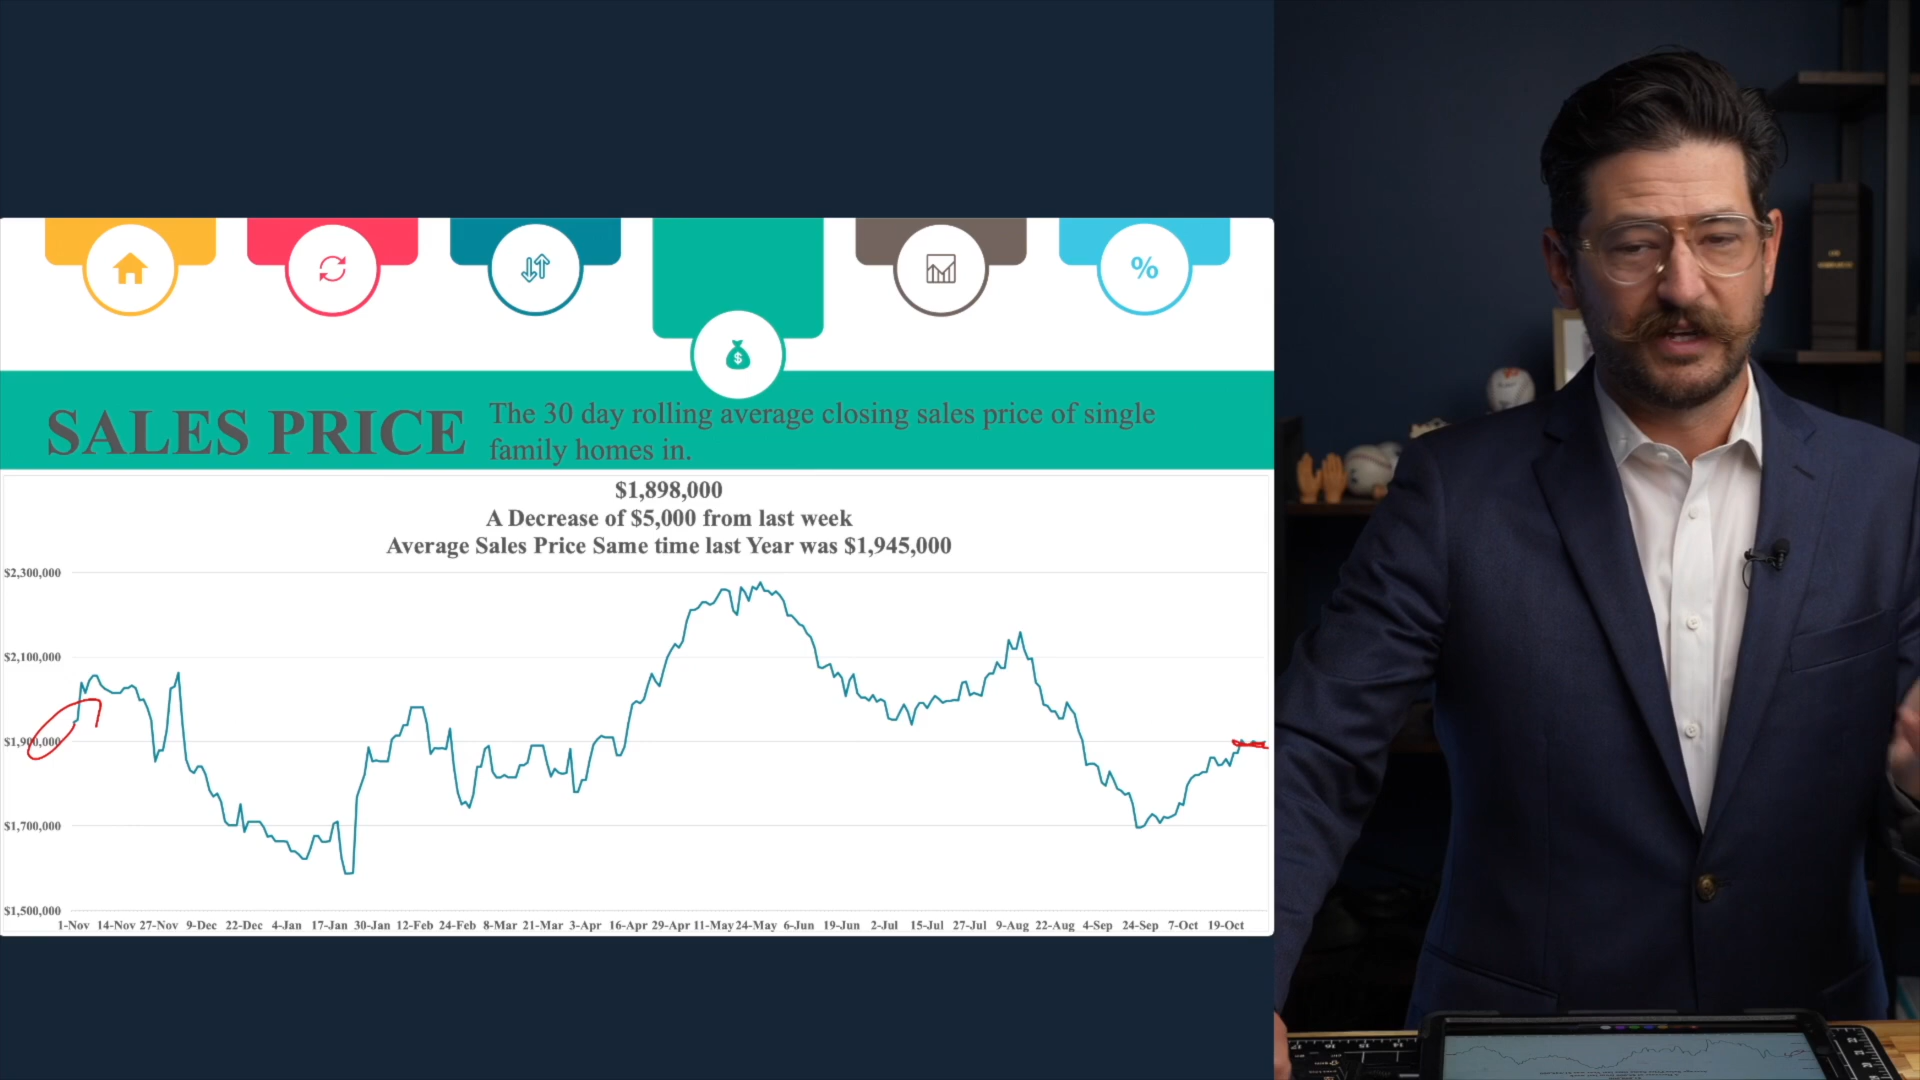 %
$
SALES PRICE
The 30 day rolling average closing sales price of single
family homes in.
$1,898,000
A Decrease of $5,000 from last week
Average Sales Price Same time last Year was $1,945,000
$2,300,000
$2,100,000
$1,900,000
$1,700,000
$1,500,000
1-Nov 14-Nov 27-Nov 9-Dec 22-Dec 4-Jan 17-Jan 30-Jan 12-Feb 24-Feb 8-Mar 21-Mar 3-Apr 16-Apr 29-Apr 11-May 24-May 6-Jun 19-Jun 2-Jul 15-Jul 27-Jul 9-Aug 22-Aug 4-Sep 24-Sep 7-Oct 19-Oct